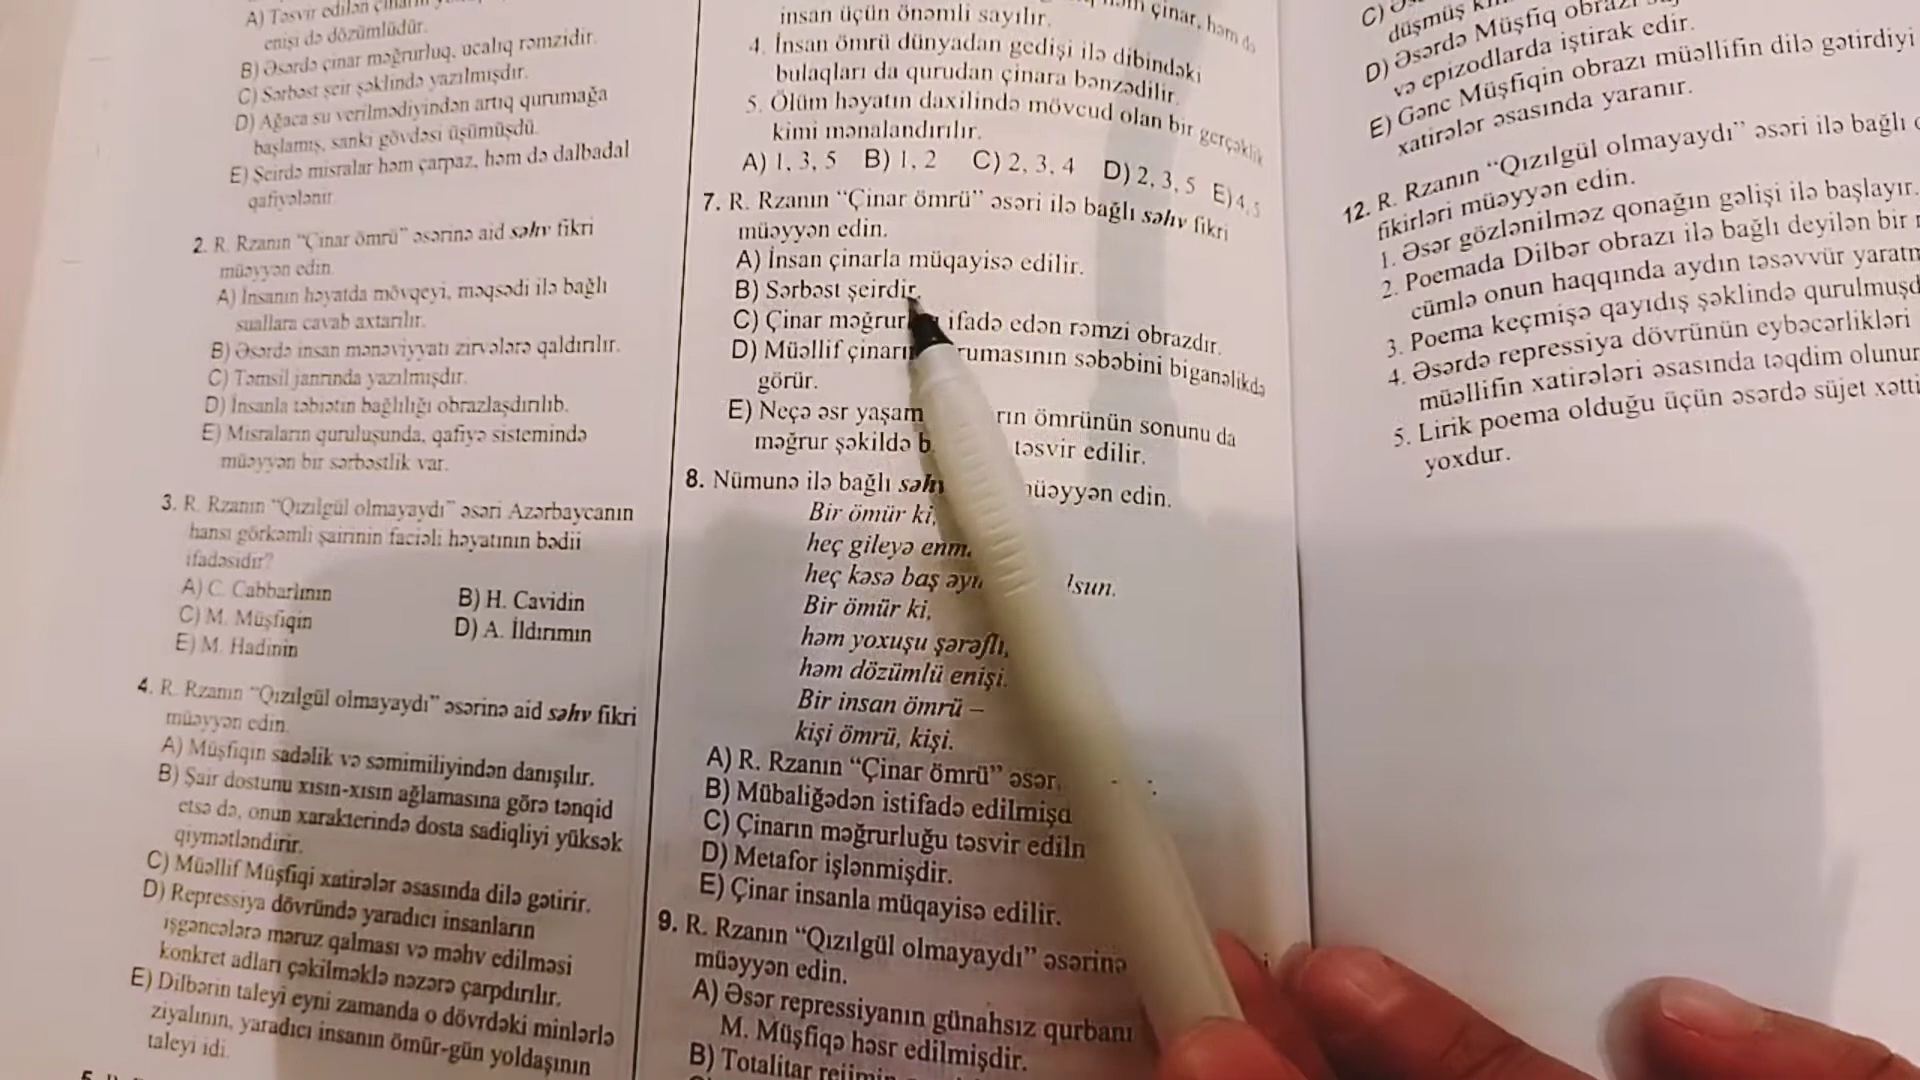 A) Təsvir edilən çinarın
enişi də dözümlüdür.
B) Əsərdə çinar məğrurluq, ucalıq rəmzidir.
C) Sərbəst şeir şəklində yazılmışdır.
D) Ağaca su verilmədiyindən artıq qurumağa
başlamış, sanki gövdəsi üşümüşdü.
E) Şeirdə misralar həm çarpaz, həm də dalbadal
qafiyələnir.
2. R. Rzanın "Çinar ömrü" əsərinə aid səhv fikri
müəyyən edin.
A) İnsanın həyatda mövqeyi, məqsədi ilə bağlı
suallara cavab axtarılır.
B) Əsərdə insan mənəviyyatı zirvələrə qaldırılır.
C) Təmsil janrında yazılmışdır.
D) İnsanla təbiətin bağlılığı obrazlaşdırılıb.
E) Misraların quruluşunda, qafiyə sistemində
müəyyən bir sərbəstlik var.
3. R. Rzanın "Qızılgül olmayaydı" əsəri Azərbaycanın
hansı görkəmli şairinin faciəli həyatının bədii
ifadəsidir?
A) C. Cabbarlının B) H. Cavidin
C) M. Müşfiqin D) A. İldırımın
E) M. Hadinin
4. R. Rzanın "Qızılgül olmayaydı" əsərinə aid səhv fikri
müəyyən edin.
A) Müşfiqin sadəlik və səmimiliyindən danışılır.
B) Şair dostunu xısın-xısın ağlamasına görə tənqid
etsə də, onun xarakterində dosta sadiqliyi yüksək
qiymətləndirir.
C) Müəllif Müşfiqi xatirələr əsasında dilə gətirir.
D) Repressiya dövründə yaradıcı insanların
işgəncələrə məruz qalması və məhv edilməsi
konkret adları çəkilməklə nəzərə çarpdırılır.
E) Dilbərin taleyi eyni zamanda o dövrdəki minlərlə
ziyalının, yaradıcı insanın ömür-gün yoldaşının
taleyi idi.
həm çinar, həm də
insan üçün önəmli sayılır.
4. İnsan ömrü dünyadan gedişi ilə dibindəki
bulaqları da qurudan çinara bənzədilir.
5. Ölüm həyatın daxilində mövcud olan bir gerçəklik
kimi mənalandırılır.
A) 1, 3, 5 B) 1, 2 C) 2, 3, 4 D) 2, 3, 5 E) 4, 5
7. R. Rzanın "Çinar ömrü" əsəri ilə bağlı səhv fikri
müəyyən edin.
A) İnsan çinarla müqayisə edilir.
B) Sərbəst şeirdir.
C) Çinar məğrur ifadə edən rəmzi obrazdır.
D) Müəllif çinarın rumasının səbəbini biganəlikdə
görür.
E) Neçə əsr yaşam rın ömrünün sonunu da
məğrur şəkildə b təsvir edilir.
8. Nümunə ilə bağlı səhv müəyyən edin.
Bir ömür ki,
heç gileyə enm
heç kəsə baş əy lsun.
Bir ömür ki,
həm yoxuşu şərəfli,
həm dözümlü enişi.
Bir insan ömrü –
kişi ömrü, kişi.
A) R. Rzanın "Çinar ömrü" əsər
B) Mübaliğədən istifadə edilmiş
C) Çinarın məğrurluğu təsvir ediln
D) Metafor işlənmişdir.
E) Çinar insanla müqayisə edilir.
9. R. Rzanın "Qızılgül olmayaydı" əsərinə
müəyyən edin.
A) Əsər repressiyanın günahsız qurbanı
M. Müşfiqə həsr edilmişdir.
B) Totalitar rejimin
düşmüş
D) Əsərdə Müşfiq obrazı
və epizodlarda iştirak edir.
E) Gənc Müşfiqin obrazı müəllifin dilə gətirdiyi
xatirələr əsasında yaranır.
12. R. Rzanın "Qızılgül olmayaydı" əsəri ilə bağlı
fikirləri müəyyən edin.
1. Əsər gözlənilməz qonağın gəlişi ilə başlayır.
2. Poemada Dilbər obrazı ilə bağlı deyilən bir
cümlə onun haqqında aydın təsəvvür yaratm
3. Poema keçmişə qayıdış şəklində qurulmuşd
4. Əsərdə repressiya dövrünün eybəcərlikləri
müəllifin xatirələri əsasında təqdim olunur
5. Lirik poema olduğu üçün əsərdə süjet xətti
yoxdur.